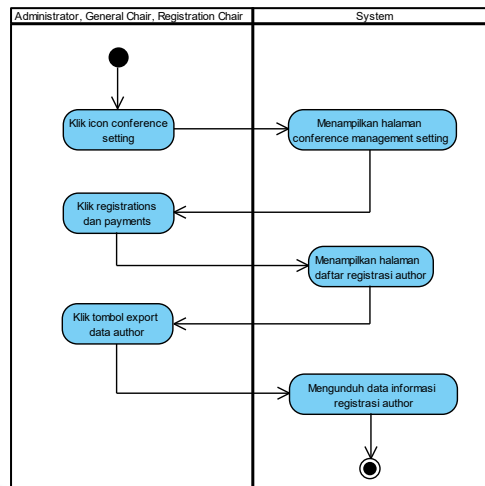 Administrator, General Chair, Registration Chair
System
Klik icon conference
setting
Menampilkan halaman
conference management setting
Klik registrations
dan payments
Menampilkan halaman
daftar registrasi author
Klik tombol export
data author
Mengunduh data informasi
registrasi author